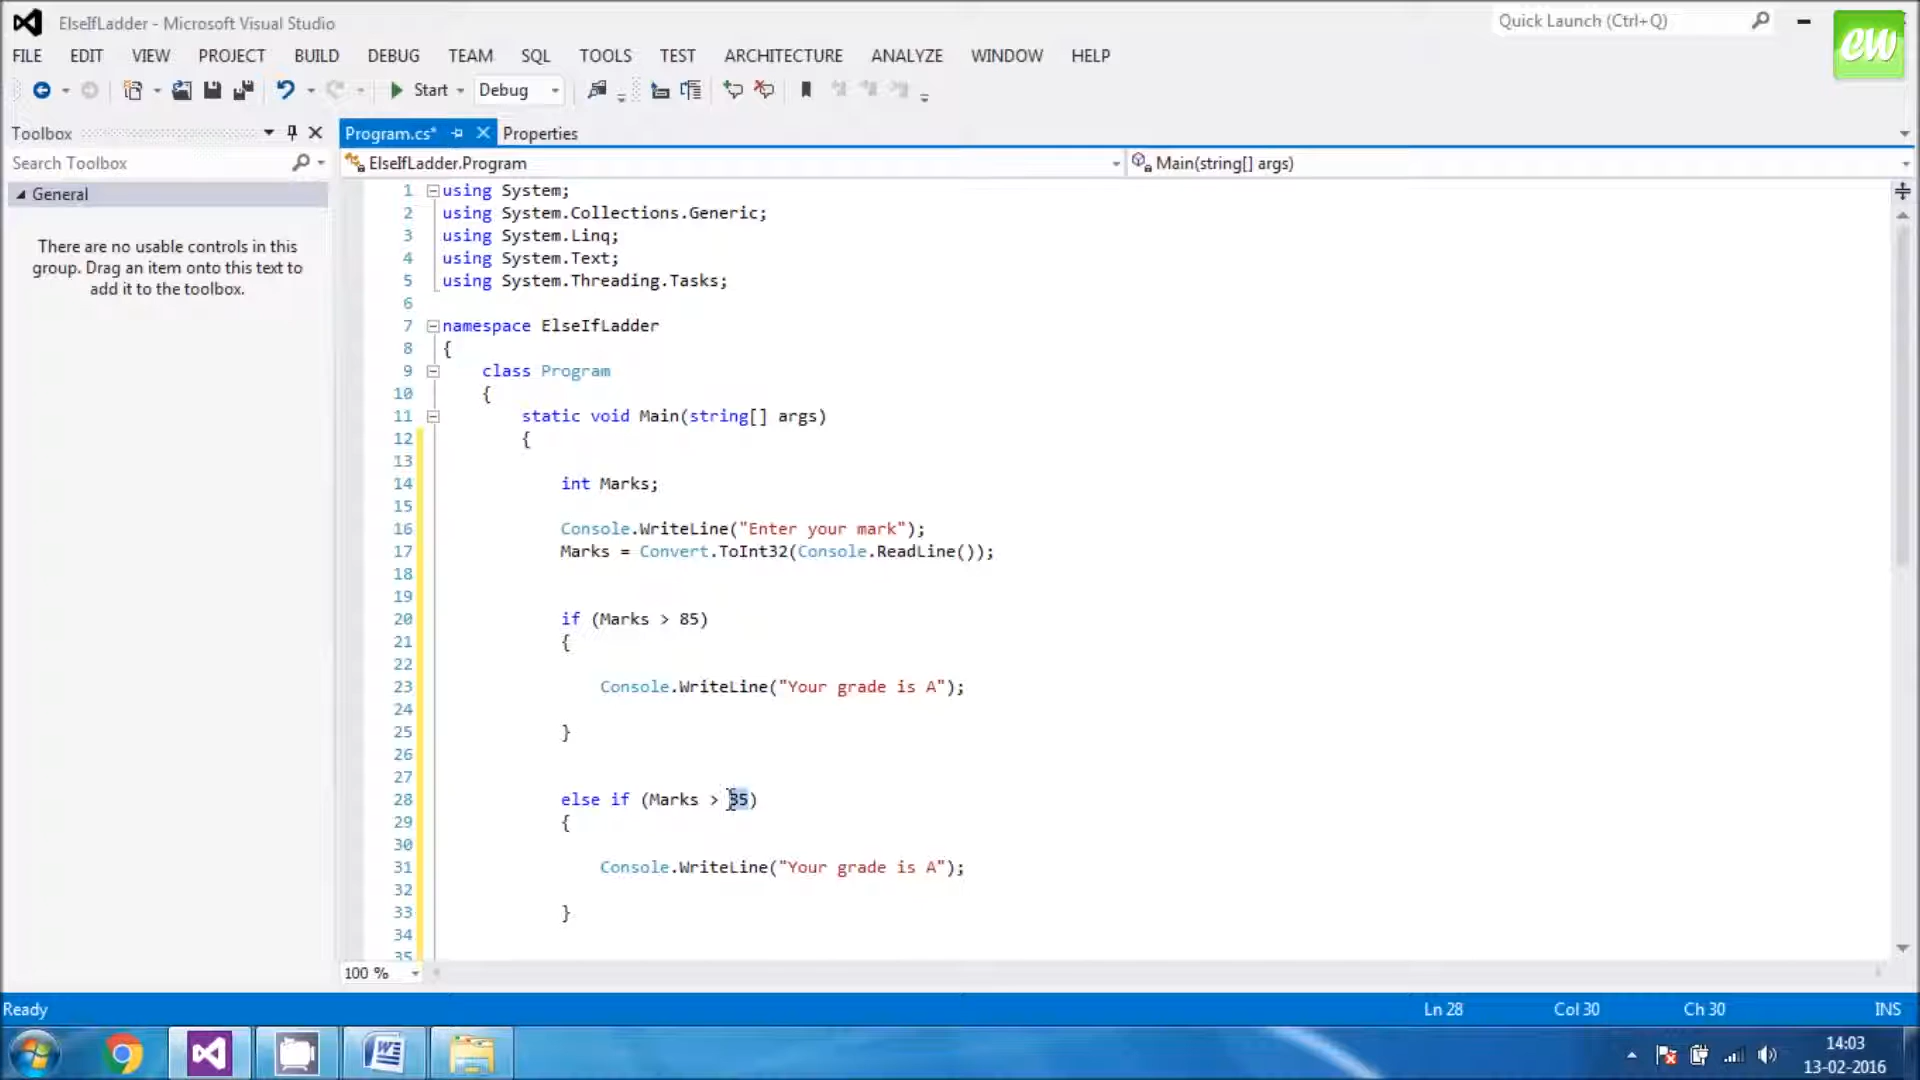 ElseIfLadder - Microsoft Visual Studio
Quick Launch (Ctrl+Q)
ew
FILE EDIT VIEW PROJECT BUILD DEBUG TEAM SQL TOOLS TEST ARCHITECTURE ANALYZE WINDOW HELP
Start Debug
Toolbox
Program.cs* Properties
Search Toolbox
ElseIfLadder.Program Main(string[] args)
General
There are no usable controls in this
group. Drag an item onto this text to
add it to the toolbox.
1 using System;
2 using System.Collections.Generic;
3 using System.Linq;
4 using System.Text;
5 using System.Threading.Tasks;
6
7 namespace ElseIfLadder
8 {
9 class Program
10 {
11 static void Main(string[] args)
12 {
13
14 int Marks;
15
16 Console.WriteLine("Enter your mark");
17 Marks = Convert.ToInt32(Console.ReadLine());
18
19
20 if (Marks > 85)
21 {
22
23 Console.WriteLine("Your grade is A");
24
25 }
26
27
28 else if (Marks > 85)
29 {
30
31 Console.WriteLine("Your grade is A");
32
33 }
34
35
100 %
Ready Ln 28 Col 30 Ch 30 INS
14:03
13-02-2016